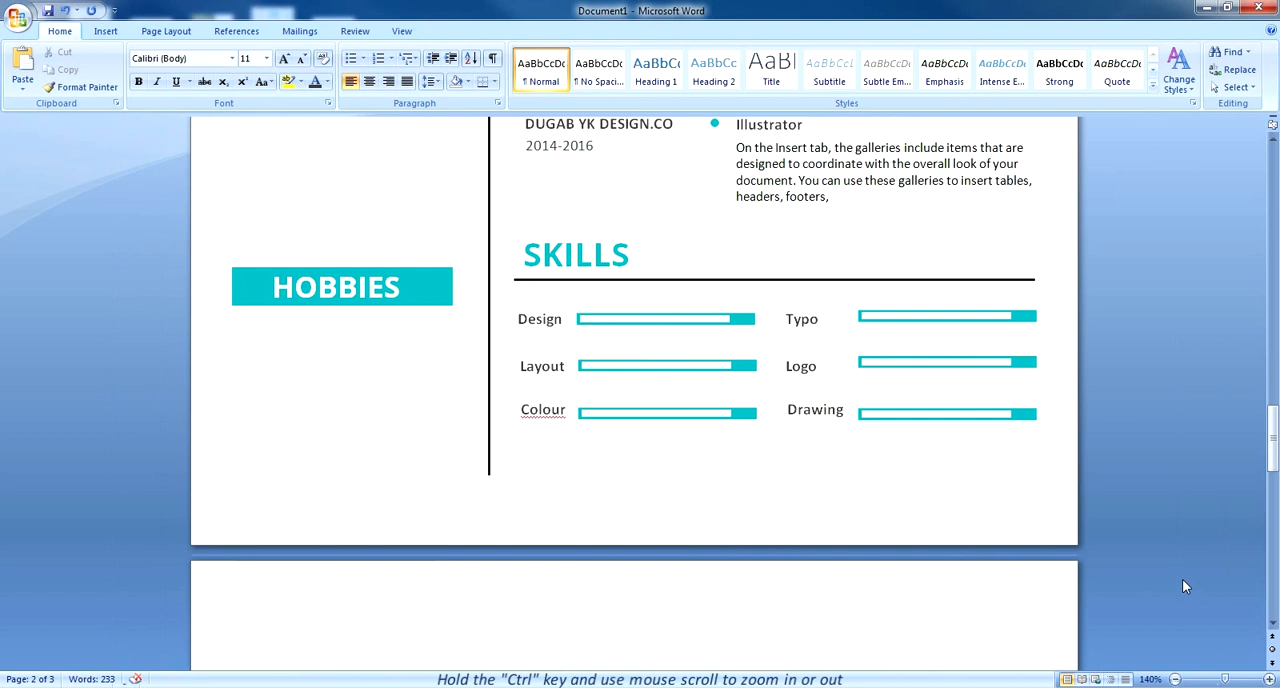 Document1 - Microsoft Word
Home Insert Page Layout References Mailings Review View
Paste
Cut
Copy
Format Painter
Clipboard
Calibri (Body) 11
B I U abc x₂ x² Aa
Font
Paragraph
AaBbCcDc AaBbCcDc AaBbCc AaBbCc AaBl AaBbCcL AaBbCcDc AaBbCcDc AaBbCcDc AaBbCcDc AaBbCcDc
¶ Normal ¶ No Spaci... Heading 1 Heading 2 Title Subtitle Subtle Em... Emphasis Intense E... Strong Quote
Change
Styles
Styles
Find
Replace
Select
Editing
DUGAB YK DESIGN.CO
2014-2016
Illustrator
On the Insert tab, the galleries include items that are
designed to coordinate with the overall look of your
document. You can use these galleries to insert tables,
headers, footers,
SKILLS
HOBBIES
Design
Typo
Layout
Logo
Colour
Drawing
Page: 2 of 3 Words: 233
Hold the "Ctrl" key and use mouse scroll to zoom in or out
140%